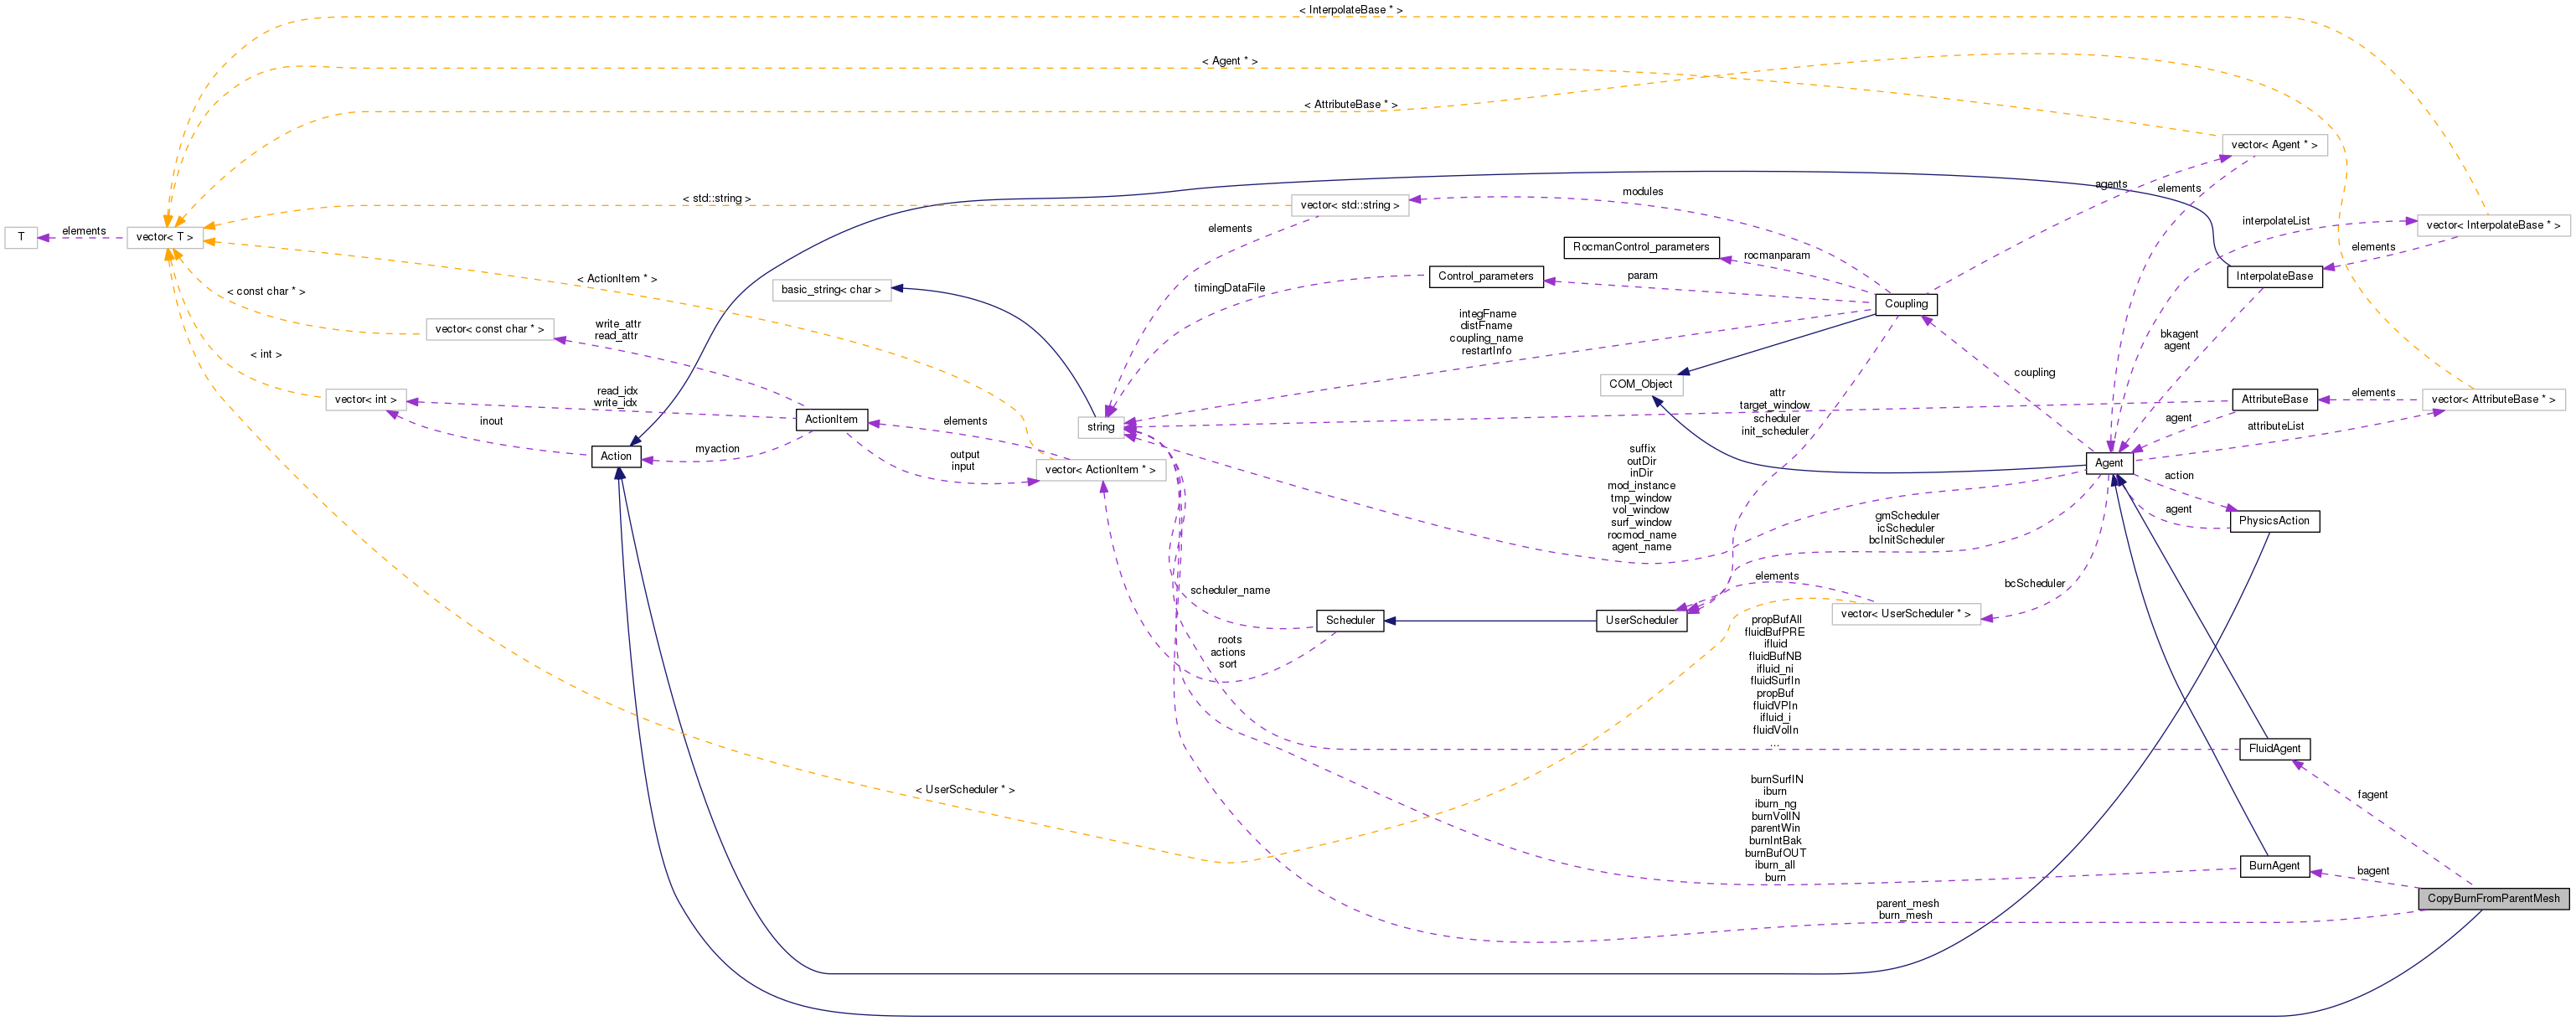 < InterpolateBase * >
< Agent * >
< AttributeBase * >
vector< Agent * >
agents
elements
modules
< std::string >
vector< std::string >
interpolateList
vector< InterpolateBase * >
T
elements
vector< T >
elements
RocmanControl_parameters
rocmanparam
elements
InterpolateBase
< ActionItem * >
Control_parameters
param
basic_string< char >
timingDataFile
< const char * >
Coupling
integFname
distFname
coupling_name
restartInfo
vector< const char * >
write_attr
read_attr
bkagent
agent
< int >
coupling
COM_Object
vector< int >
read_idx
write_idx
attr
target_window
scheduler
init_scheduler
AttributeBase
elements
vector< AttributeBase * >
inout
ActionItem
elements
string
agent
attributeList
Action
myaction
output
input
vector< ActionItem * >
suffix
outDir
inDir
mod_instance
tmp_window
vol_window
surf_window
rocmod_name
agent_name
Agent
action
gmScheduler
icScheduler
bcInitScheduler
agent
PhysicsAction
scheduler_name
elements
bcScheduler
Scheduler
UserScheduler
vector< UserScheduler * >
roots
actions
sort
propBufAll
fluidBufPRE
ifluid
fluidBufNB
ifluid_ni
fluidSurfIn
propBuf
fluidVPIn
ifluid_i
fluidVolIn
...
FluidAgent
< UserScheduler * >
fagent
burnSurfIN
iburn
iburn_ng
burnVolIN
parentWin
burnIntBak
burnBufOUT
iburn_all
burn
BurnAgent
bagent
CopyBurnFromParentMesh
parent_mesh
burn_mesh